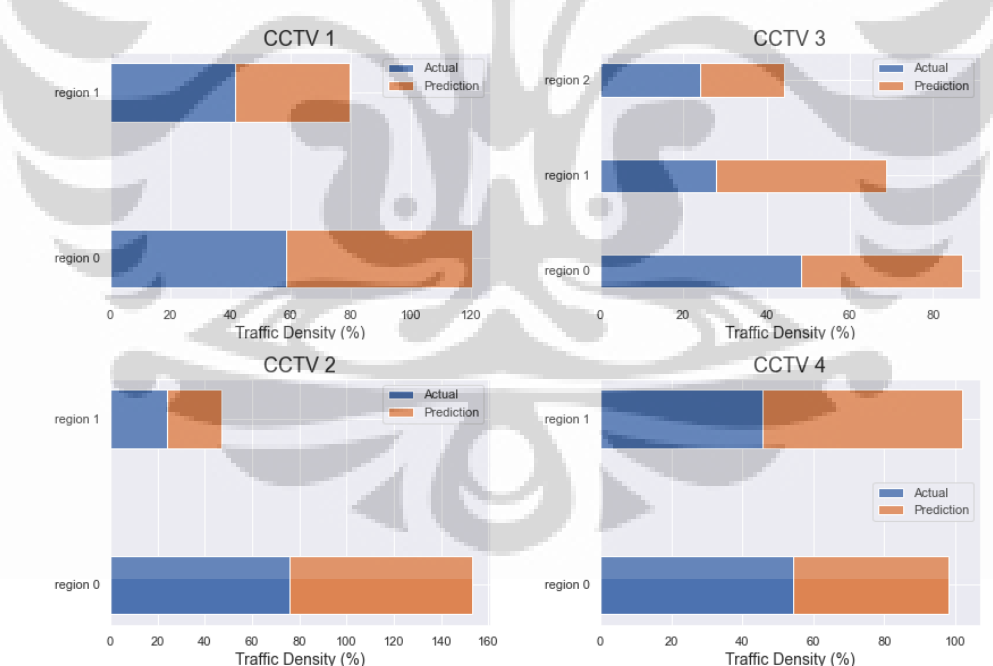 CCTV 1
Actual
Prediction
region 1
region 0
0 20 40 60 80 100 120
Traffic Density (%)
CCTV 3
Actual
Prediction
region 2
region 1
region 0
0 20 40 60 80
Traffic Density (%)
CCTV 2
Actual
Prediction
region 1
region 0
0 20 40 60 80 100 120 140 160
Traffic Density (%)
CCTV 4
region 1
Actual
Prediction
region 0
0 20 40 60 80 100
Traffic Density (%)